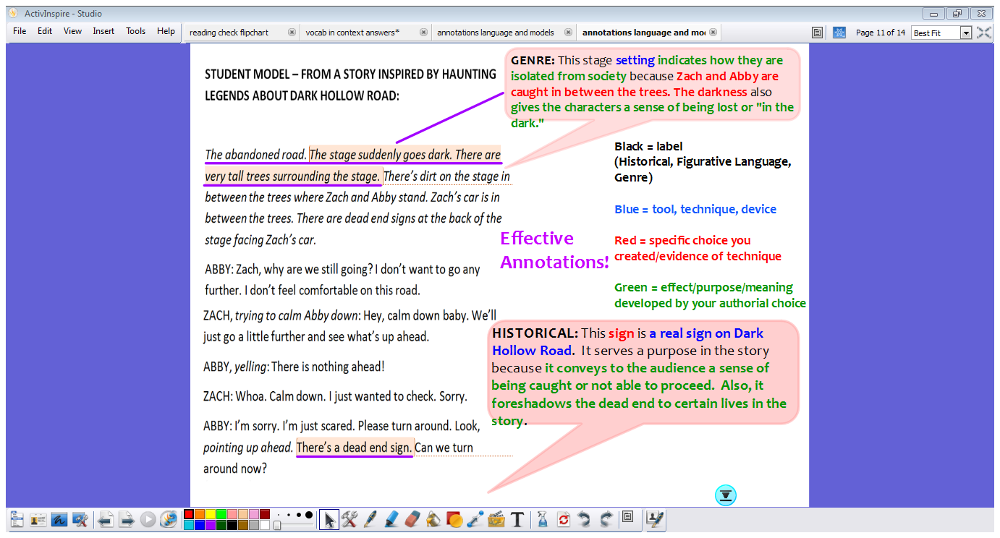 ActivInspire - Studio
File Edit View Insert Tools Help
reading check flipchart
vocab in context answers*
annotations language and models
annotations language and mo
Page 11 of 14
Best Fit
STUDENT MODEL – FROM A STORY INSPIRED BY HAUNTING
LEGENDS ABOUT DARK HOLLOW ROAD:
GENRE: This stage setting indicates how they are
isolated from society because Zach and Abby are
caught in between the trees. The darkness also
gives the characters a sense of being lost or "in the
dark."
The abandoned road. The stage suddenly goes dark. There are
very tall trees surrounding the stage. There's dirt on the stage in
between the trees where Zach and Abby stand. Zach's car is in
between the trees. There are dead end signs at the back of the
stage facing Zach's car.
Black = label
(Historical, Figurative Language,
Genre)
Blue = tool, technique, device
Red = specific choice you
created/evidence of technique
Green = effect/purpose/meaning
developed by your authorial choice
Effective
Annotations!
ABBY: Zach, why are we still going? I don't want to go any
further. I don't feel comfortable on this road.
ZACH, trying to calm Abby down: Hey, calm down baby. We'll
just go a little further and see what's up ahead.
ABBY, yelling: There is nothing ahead!
ZACH: Whoa. Calm down. I just wanted to check. Sorry.
ABBY: I'm sorry. I'm just scared. Please turn around. Look,
pointing up ahead. There's a dead end sign. Can we turn
around now?
HISTORICAL: This sign is a real sign on Dark
Hollow Road. It serves a purpose in the story
because it conveys to the audience a sense of
being caught or not able to proceed. Also, it
foreshadows the dead end to certain lives in the
story.